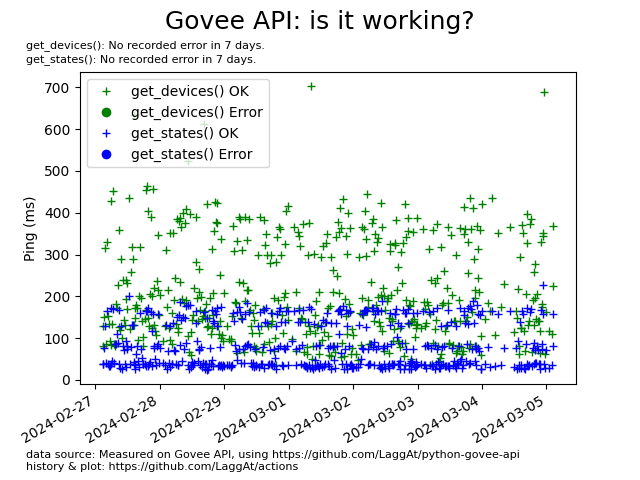 Govee API: is it working?
get_devices(): No recorded error in 7 days.
get_states(): No recorded error in 7 days.
get_devices() OK
get_devices() Error
get_states() OK
get_states() Error
Ping (ms)
700
600
500
400
300
200
100
0
2024-02-27
2024-02-28
2024-02-29
2024-03-01
2024-03-02
2024-03-03
2024-03-04
2024-03-05
data source: Measured on Govee API, using https://github.com/LaggAt/python-govee-api
history & plot: https://github.com/LaggAt/actions